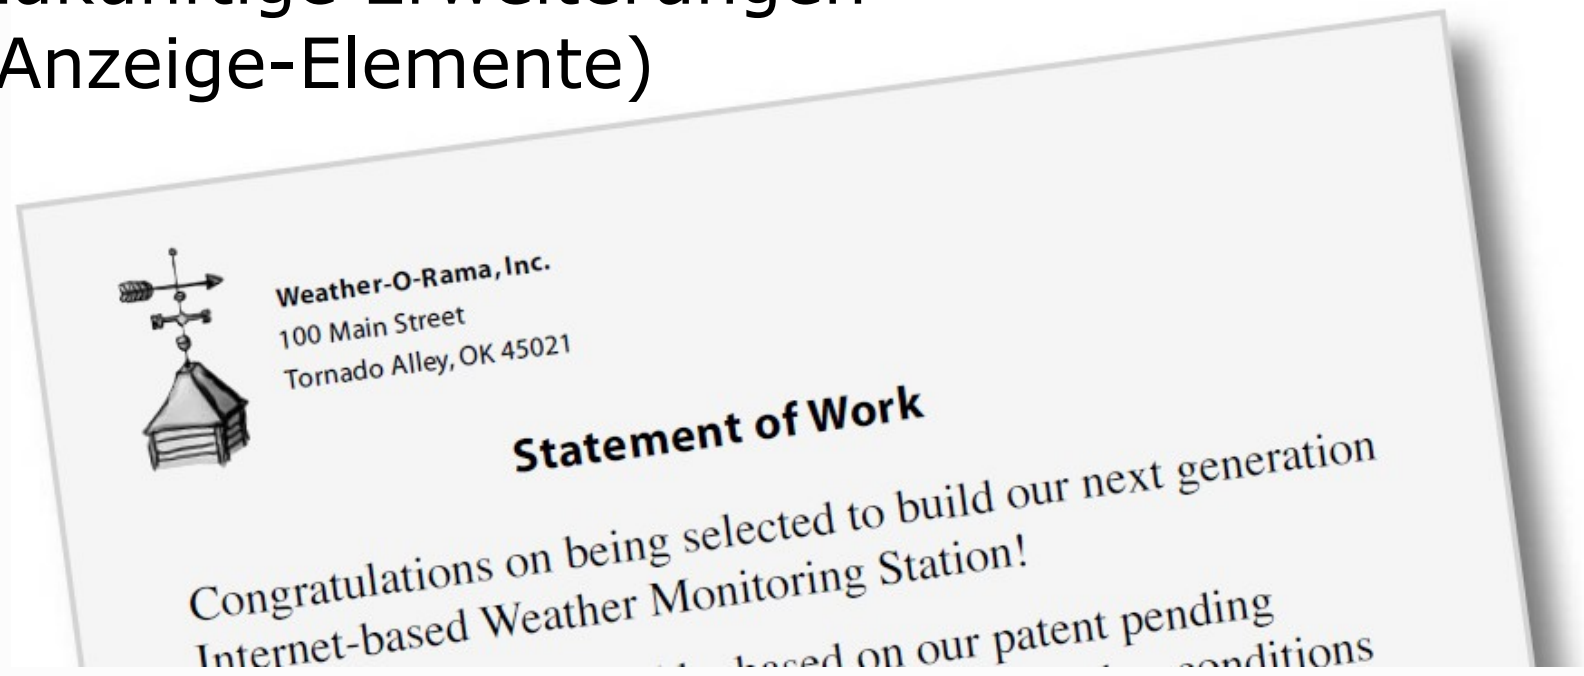 Erweiterungen
Anzeige-Elemente)
Weather-O-Rama, Inc.
100 Main Street
Tornado Alley, OK 45021
Statement of Work
Congratulations on being selected to build our next generation
Internet-based Weather Monitoring Station!
based on our patent pending
conditions